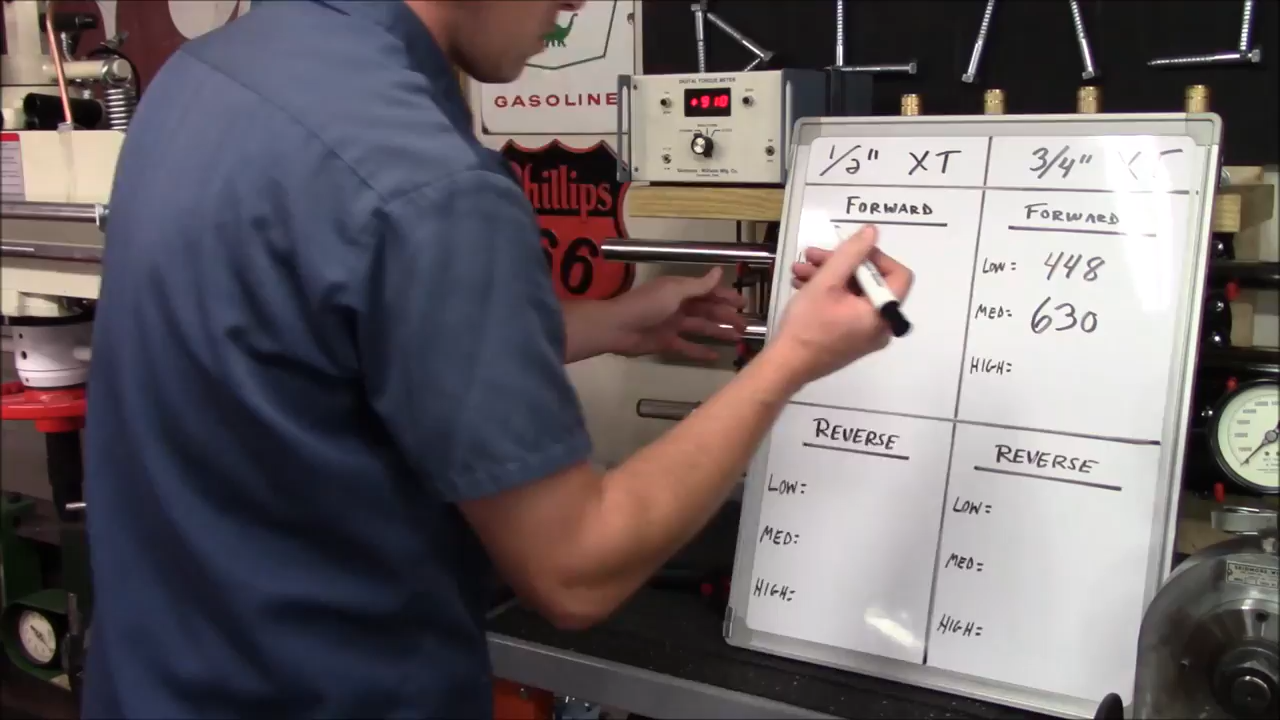 GASOLINE
DIGITAL TORQUE METER
+910
Phillips
66
1/2" XT
3/4" XT
FORWARD
FORWARD
LOW = 448
MED= 630
HIGH=
REVERSE
LOW=
MED=
HIGH=
REVERSE
LOW=
MED=
HIGH=